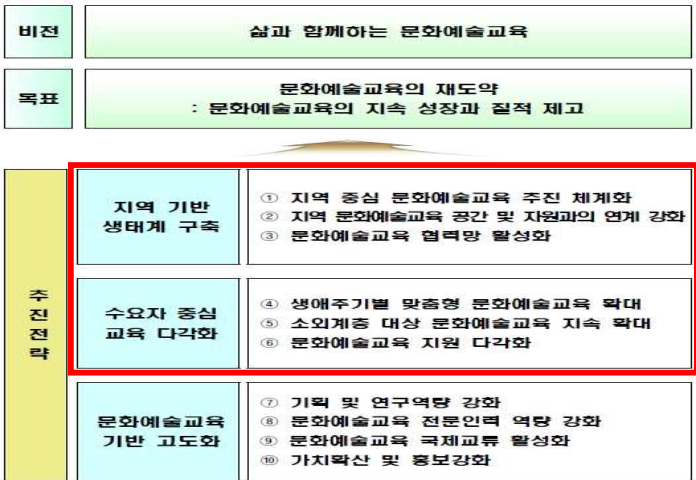 비전
삶과 함께하는 문화예술교육
목표
문화예술교육의 재도약
: 문화예술교육의 지속 성장과 질적 제고
추진전략
지역 기반
생태계 구축
① 지역 중심 문화예술교육 추진 체계화
② 지역 문화예술교육 공간 및 자원과의 연계 강화
③ 문화예술교육 협력망 활성화
수요자 중심
교육 다각화
④ 생애주기별 맞춤형 문화예술교육 확대
⑤ 소외계층 대상 문화예술교육 지속 확대
⑥ 문화예술교육 지원 다각화
문화예술교육
기반 고도화
⑦ 기획 및 연구역량 강화
⑧ 문화예술교육 전문인력 역량 강화
⑨ 문화예술교육 국제교류 활성화
⑩ 가치확산 및 홍보강화